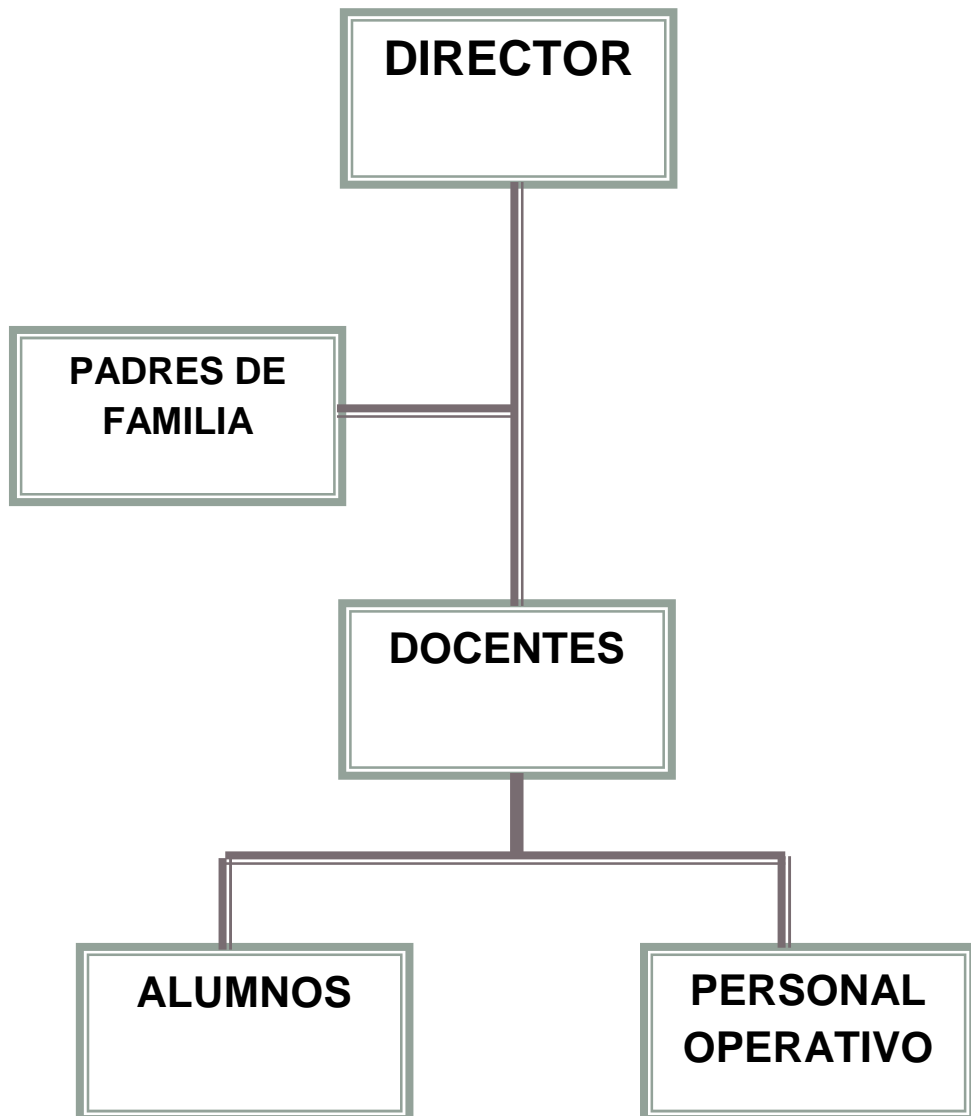 DIRECTOR
PADRES DE
FAMILIA
DOCENTES
ALUMNOS
PERSONAL
OPERATIVO